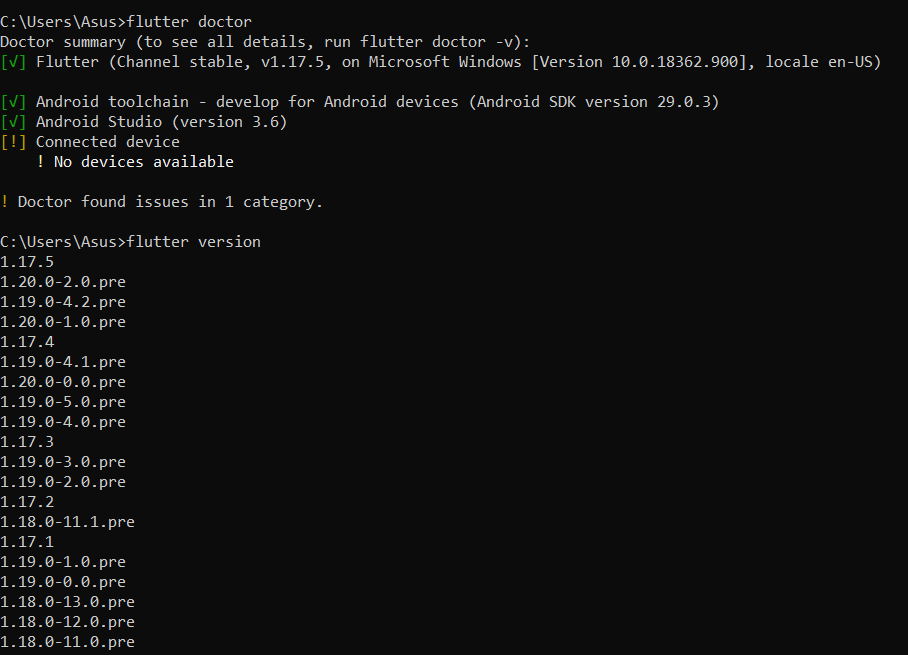 C:\Users\Asus>flutter doctor
Doctor summary (to see all details, run flutter doctor -v):
[√] Flutter (Channel stable, v1.17.5, on Microsoft Windows [Version 10.0.18362.900], locale en-US)
[√] Android toolchain - develop for Android devices (Android SDK version 29.0.3)
[√] Android Studio (version 3.6)
[!] Connected device
! No devices available
! Doctor found issues in 1 category.
C:\Users\Asus>flutter version
1.17.5
1.20.0-2.0.pre
1.19.0-4.2.pre
1.20.0-1.0.pre
1.17.4
1.19.0-4.1.pre
1.20.0-0.0.pre
1.19.0-5.0.pre
1.19.0-4.0.pre
1.17.3
1.19.0-3.0.pre
1.19.0-2.0.pre
1.17.2
1.18.0-11.1.pre
1.17.1
1.19.0-1.0.pre
1.19.0-0.0.pre
1.18.0-13.0.pre
1.18.0-12.0.pre
1.18.0-11.0.pre